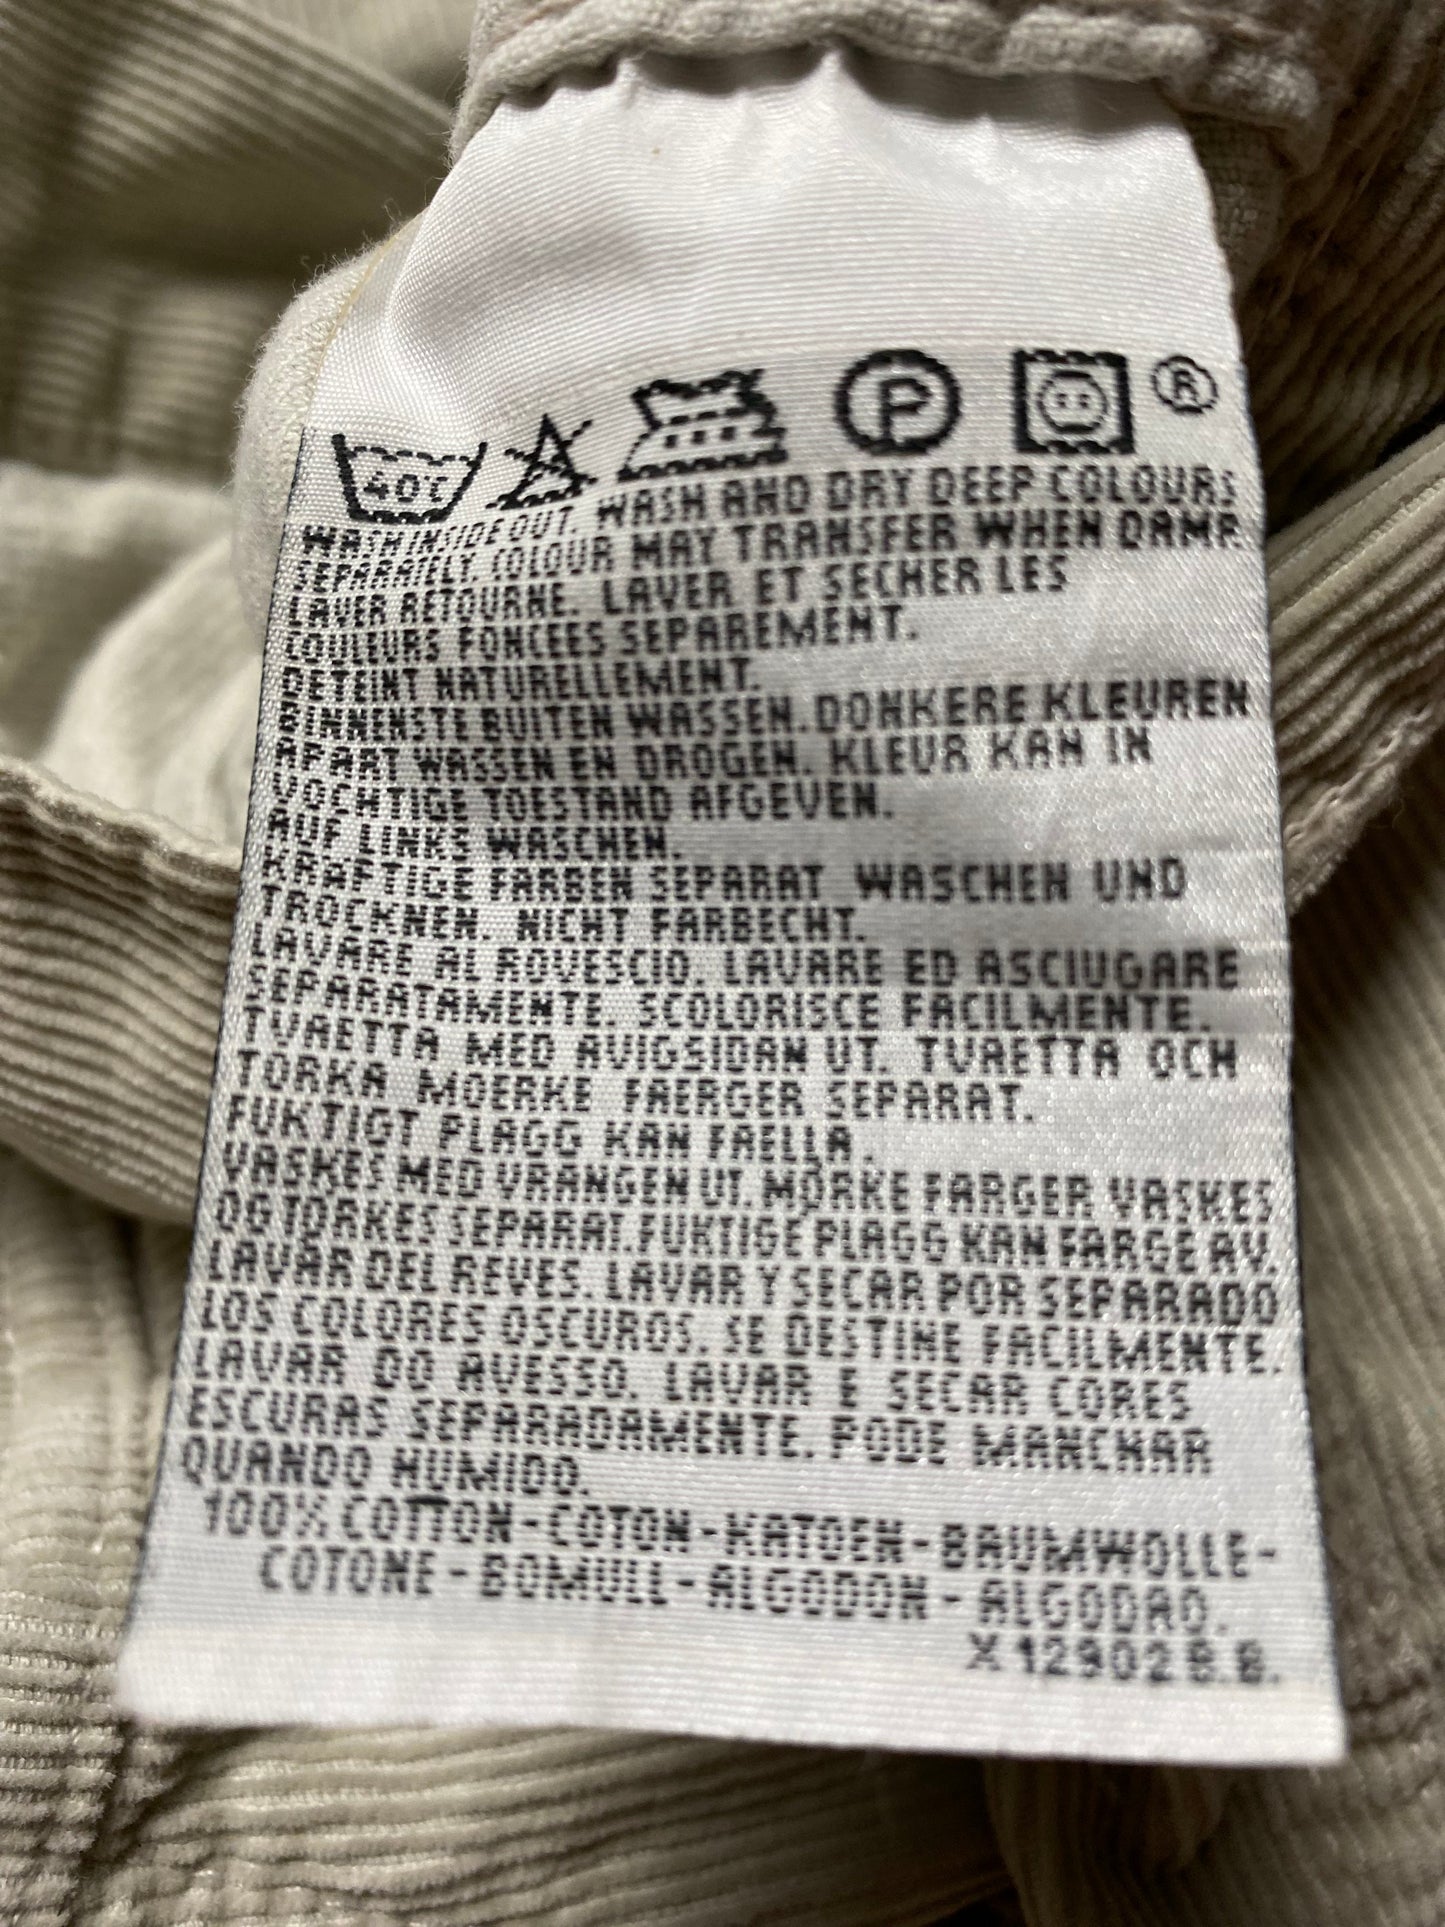 40C P ®
WASH INSIDE OUT. WASH AND DRY DEEP COLOURS
SEPARATELY. COLOUR MAY TRANSFER WHEN DAMP.
LAVER RETOURNE. LAVER ET SECHER LES
COULEURS FONCEES SEPAREMENT.
DETEINT NATURELLEMENT.
BINNENSTE BUITEN WASSEN. DONKERE KLEUREN
APART WASSEN EN DROGEN. KLEUR KAN IN
VOCHTIGE TOESTAND AFGEVEN.
AUF LINKS WASCHEN.
KRAFTIGE FARBEN SEPARAT WASCHEN UND
TROCKNEN. NICHT FARBECHT.
LAVARE AL ROVESCIO. LAVARE ED ASCIUGARE
SEPARATAMENTE. SCOLORISCE FACILMENTE.
TVAETTA MED AVIGSIDAN UT. TVAETTA OCH
TORKA MOERKE FAERGER SEPARAT.
FUKTIGT PLAGG KAN FAELLA.
VASKES MED VRANGEN UT. MØRKE FARGER VASKES
OG TORKES SEPARAT. FUKTIGE PLAGG KAN FARGE AV.
LAVAR DEL REVES. LAVAR Y SECAR POR SEPARADO
LOS COLORES OSCUROS. SE DESTINE FACILMENTE.
LAVAR DO AVESSO. LAVAR E SECAR CORES
ESCURAS SEPARADAMENTE. PODE MANCHAR
QUANDO HUMIDO.
100% COTTON-COTON-KATOEN-BAUMWOLLE-
COTONE-BOMULL-ALGODON-ALGODAO.
X129028.8.